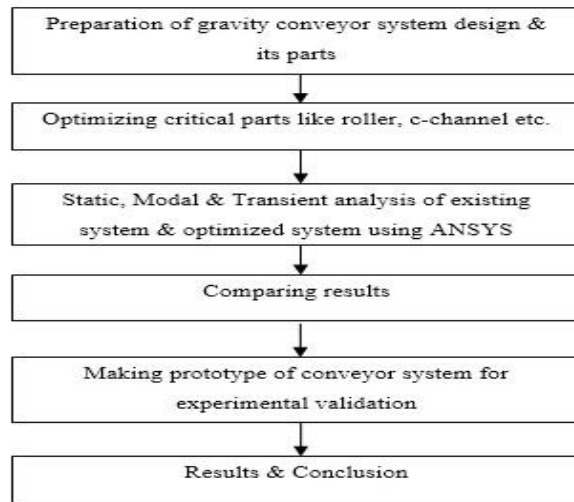 Preparation of gravity conveyor system design &
its parts
Optimizing critical parts like roller, c-channel etc.
Static, Modal & Transient analysis of existing
system & optimized system using ANSYS
Comparing results
Making prototype of conveyor system for
experimental validation
Results & Conclusion